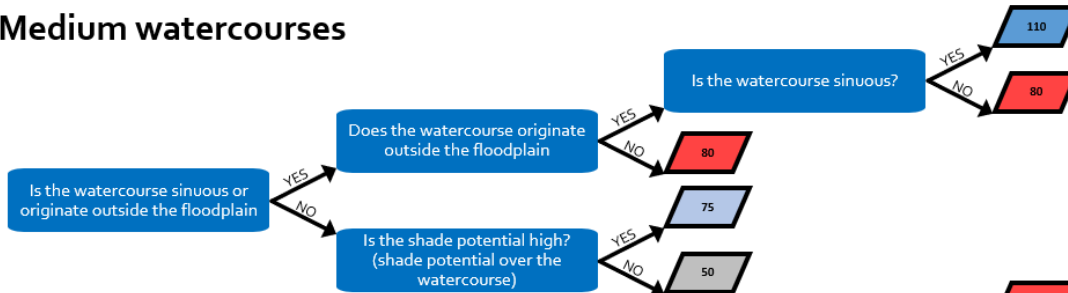 Medium watercourses
110
YES
Is the watercourse sinuous?
NO
80
Does the watercourse originate
outside the floodplain
YES
NO
80
Is the watercourse sinuous or
originate outside the floodplain
YES
NO
75
Is the shade potential high?
(shade potential over the
watercourse)
YES
NO
50